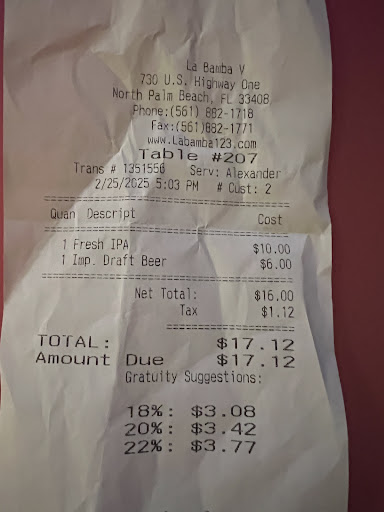 La Bamba V
730 U.S. Highway One
North Palm Beach, FL 33408
Phone:(561) 882-1718
Fax:(561)882-1771
www.Labamba123.com
Table #207
Trans # 1351556 Serv: Alexander
2/25/2025 5:03 PM # Cust: 2
Quan Descript Cost
1 Fresh IPA $10.00
1 Imp. Draft Beer $6.00
Net Total: $16.00
Tax $1.12
TOTAL: $17.12
Amount Due $17.12
Gratuity Suggestions:
18%: $3.08
20%: $3.42
22%: $3.77